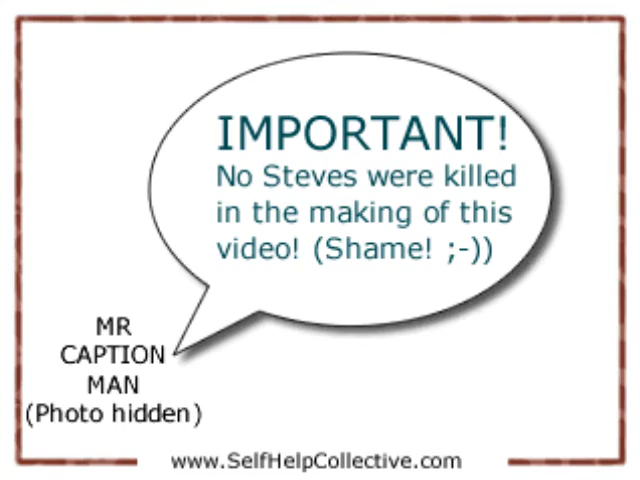 IMPORTANT!
No Steves were killed
in the making of this
video! (Shame! ;-))
MR
CAPTION
MAN
(Photo hidden)
www.SelfHelpCollective.com